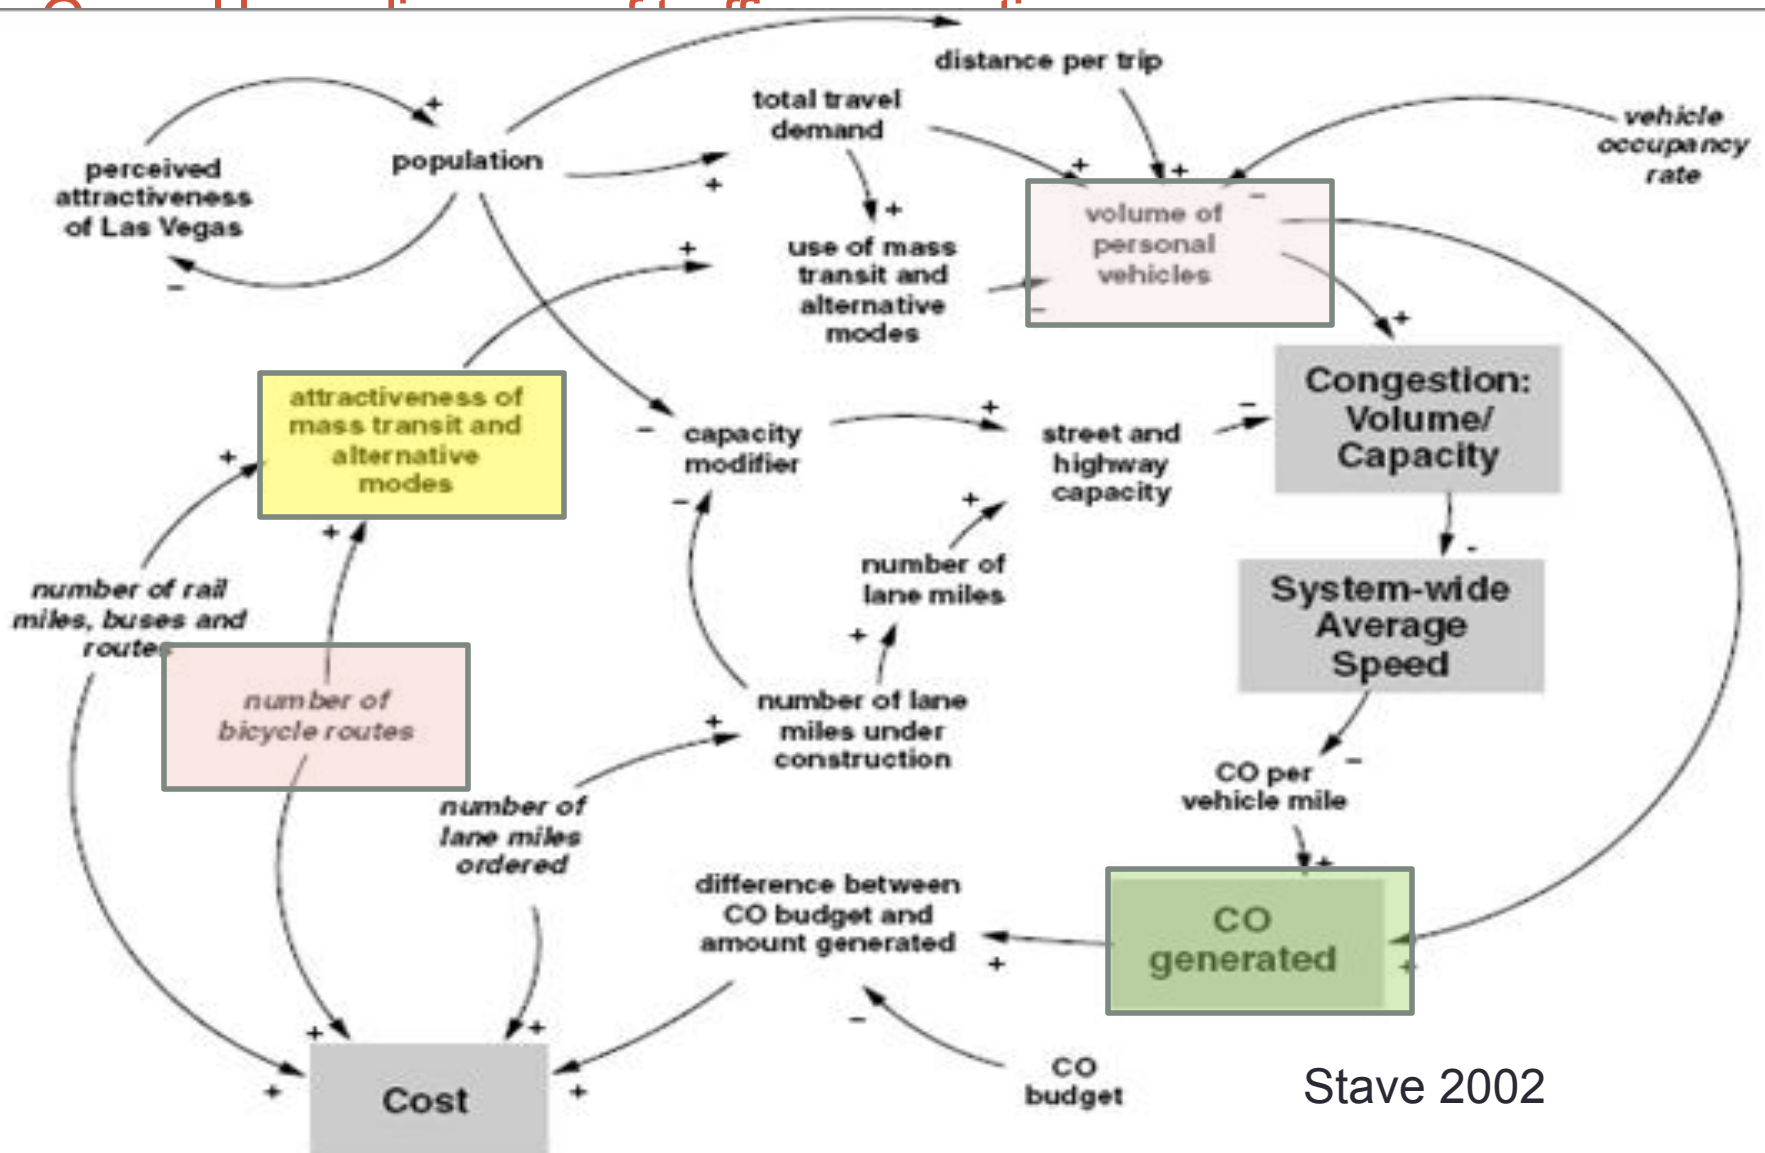 distance per trip
total travel
demand
vehicle
occupancy
rate
perceived
attractiveness
of Las Vegas
+
population
+
+
+
+
−
volume of
personal
vehicles
use of mass
transit and
alternative
modes
+
−
−
+
Congestion:
Volume/
Capacity
attractiveness of
mass transit and
alternative
modes
+
−
capacity
modifier
+
street and
highway
capacity
−
+
−
+
number of rail
miles, buses and
routes
number of
lane miles
-
System-wide
Average
Speed
+
number of
bicycle routes
number of lane
miles under
construction
+
number of
lane miles
ordered
CO per
vehicle mile
−
+
difference between
CO budget and
amount generated
CO
generated
+
+
−
CO
budget
+
+
+
+
Cost
Stave 2002